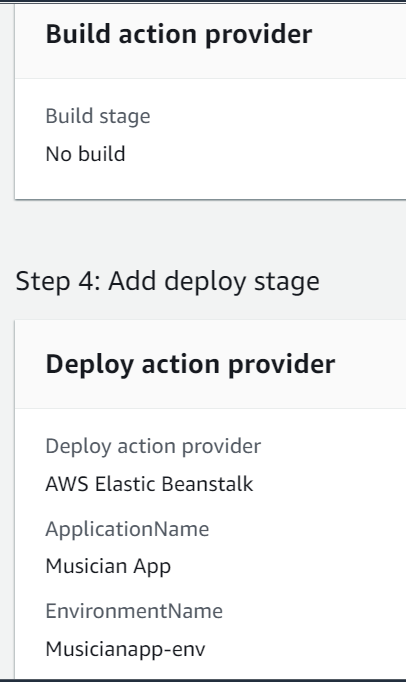 Build action provider
Build stage
No build
Step 4: Add deploy stage
Deploy action provider
Deploy action provider
AWS Elastic Beanstalk
ApplicationName
Musician App
EnvironmentName
Musicianapp-env